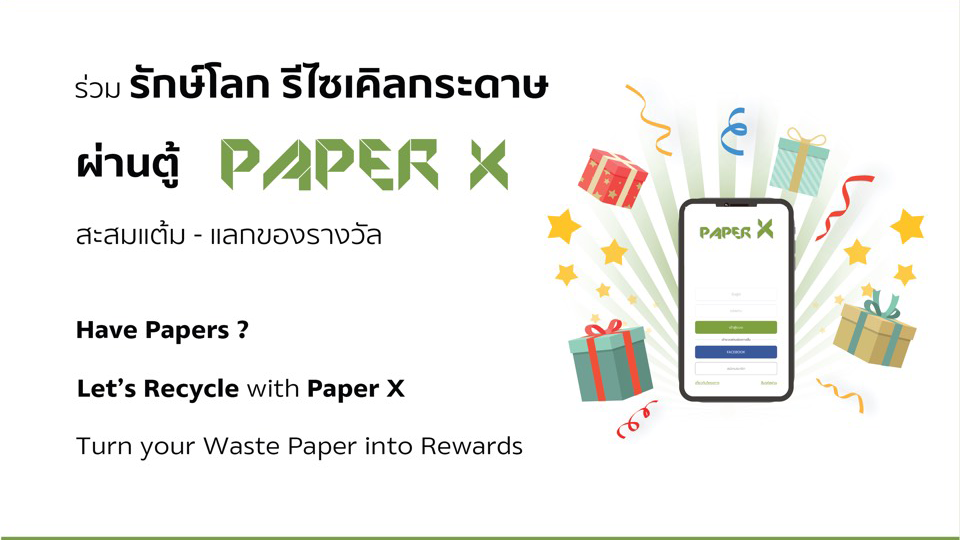 ร่วม รักษ์โลก รีไซเคิลกระดาษ
ผ่านตู้ PAPER X
สะสมแต้ม - แลกของรางวัล
Have Papers ?
Let's Recycle with Paper X
Turn your Waste Paper into Rewards
PAPER X
FACEBOOK